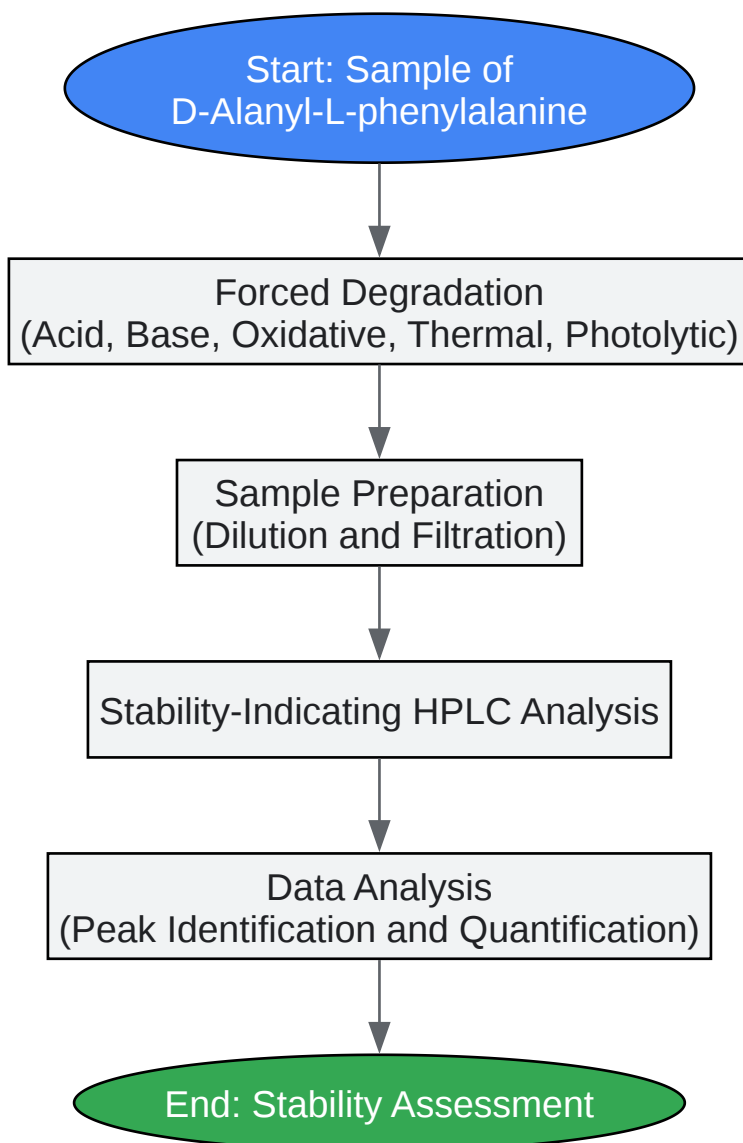 Start: Sample of
D-Alanyl-L-phenylalanine
Forced Degradation
(Acid, Base, Oxidative, Thermal, Photolytic)
Sample Preparation
(Dilution and Filtration)
Stability-Indicating HPLC Analysis
Data Analysis
(Peak Identification and Quantification)
End: Stability Assessment